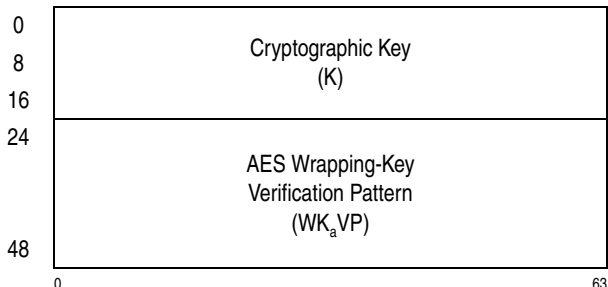 0
8
16
24
48
Cryptographic Key
(K)
AES Wrapping-Key
Verification Pattern
(WKaVP)
0 63